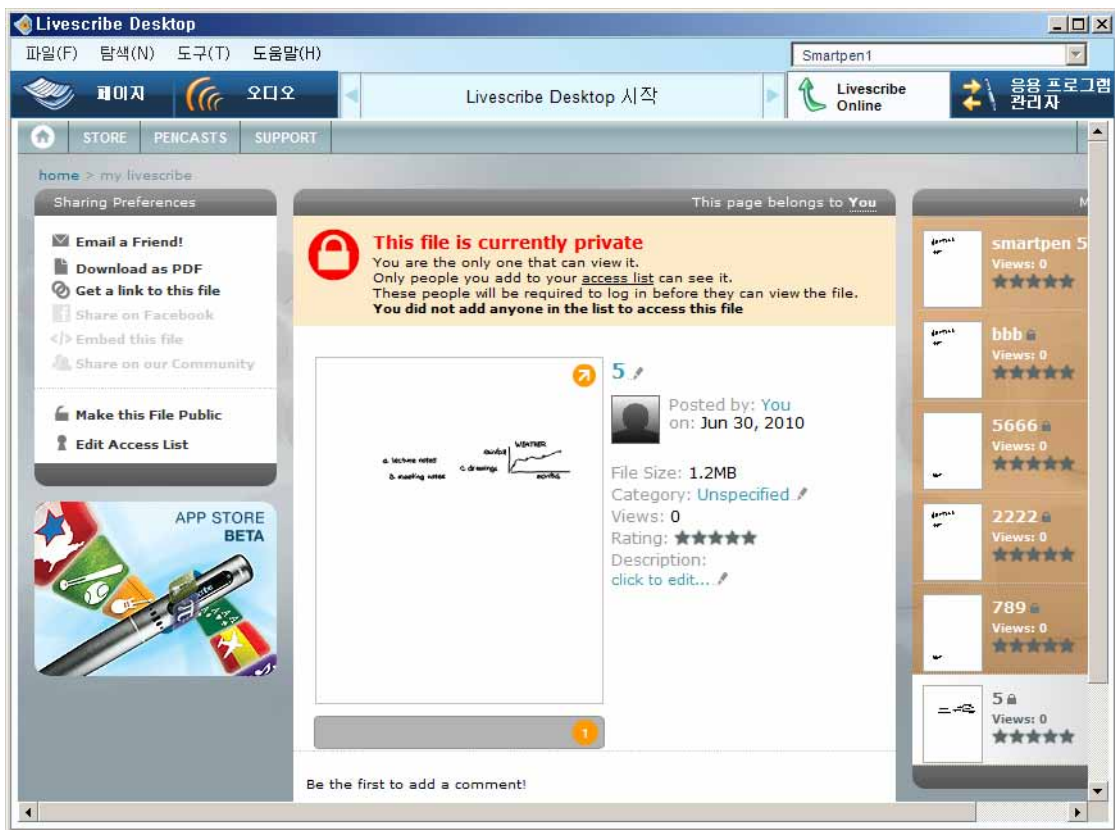 Livescribe Desktop
파일(F) 탐색(N) 도구(T) 도움말(H)
Smartpen1
페이지
오디오
Livescribe Desktop 시작
Livescribe
Online
응용 프로그램
관리자
STORE PENCASTS SUPPORT
home > my livescribe
Sharing Preferences
Email a Friend!
Download as PDF
Get a link to this file
Share on Facebook
</> Embed this file
Share on our Community
Make this File Public
Edit Access List
APP STORE
BETA
This page belongs to You
This file is currently private
You are the only one that can view it.
Only people you add to your access list can see it.
These people will be required to log in before they can view the file.
You did not add anyone in the list to access this file
WEATHER
rainfall
a. lecture notes
c. drawings
b. meeting notes
months
5
Posted by: You
on: Jun 30, 2010
File Size: 1.2MB
Category: Unspecified
Views: 0
Rating:
Description:
click to edit...
1
Be the first to add a comment!
M
smartpen 5
Views: 0
bbb
Views: 0
5666
Views: 0
2222
Views: 0
789
Views: 0
5
Views: 0